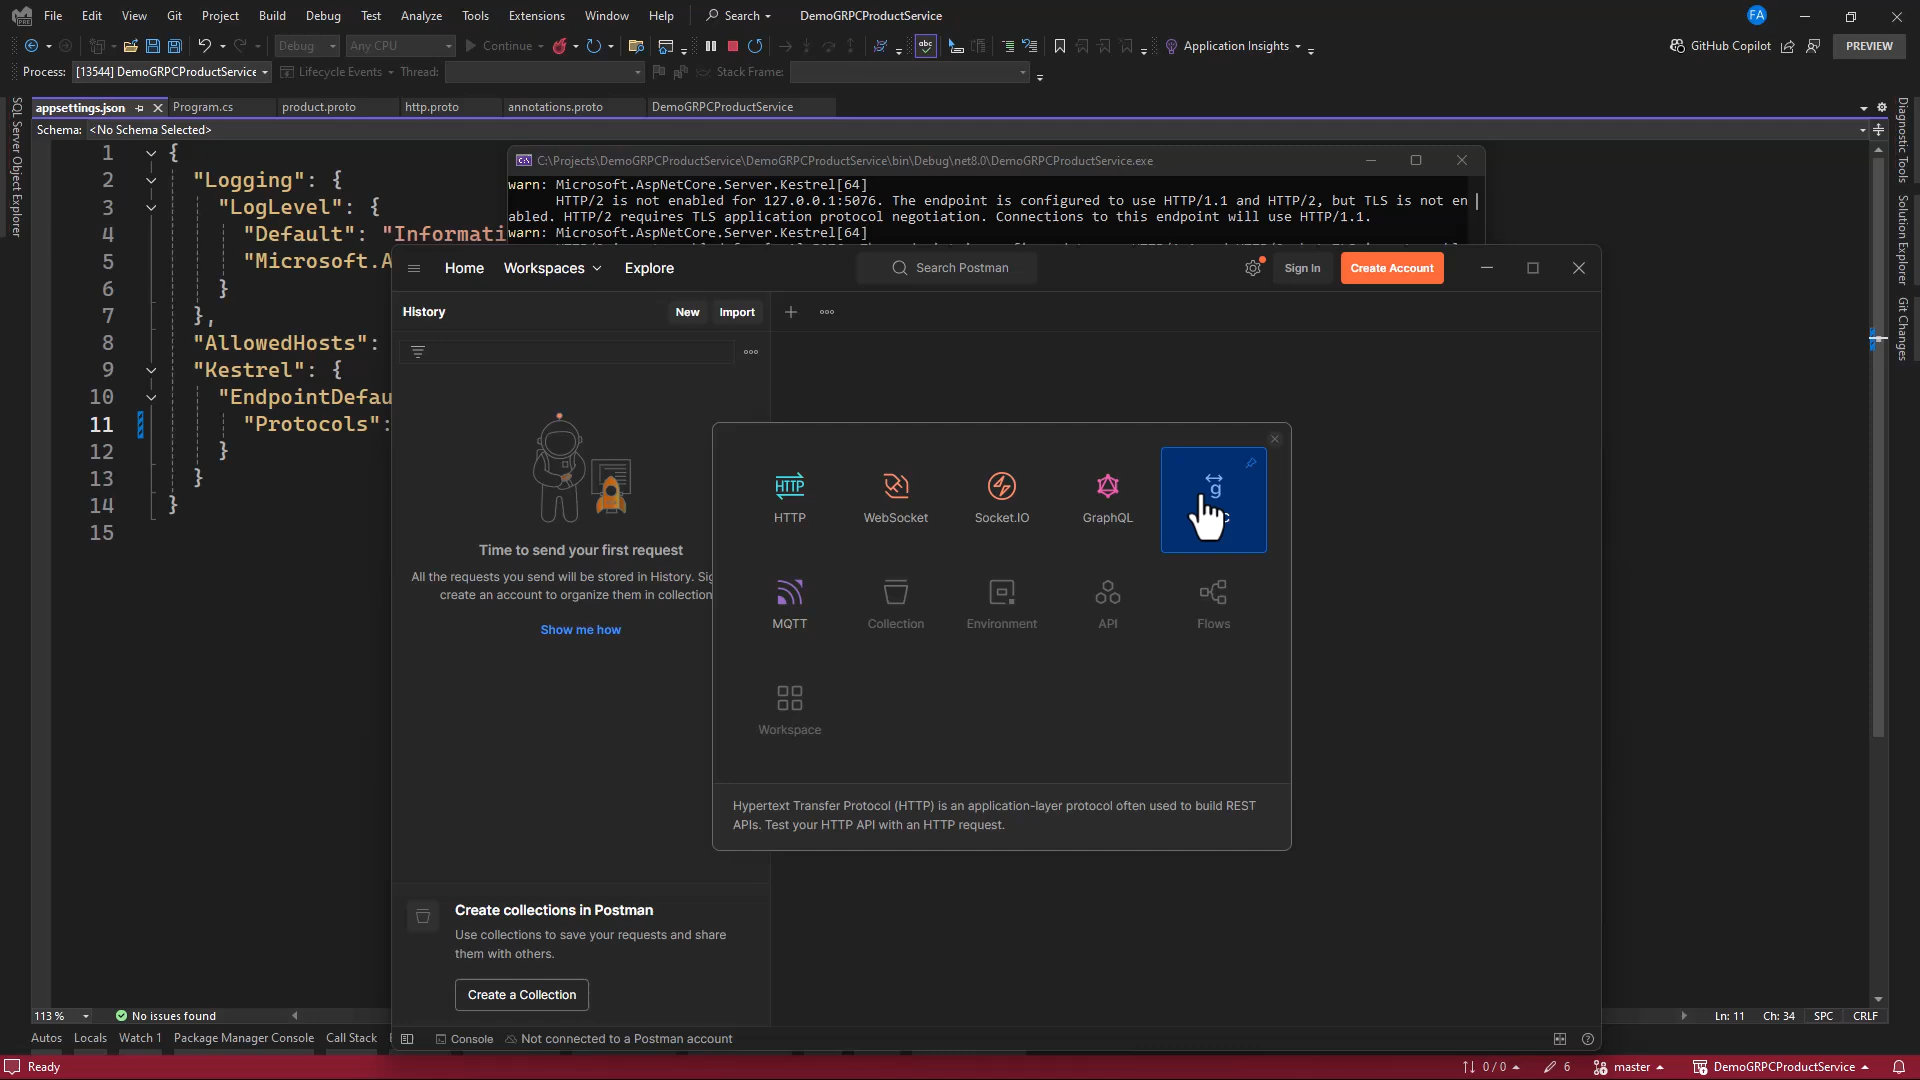 File Edit View Git Project Build Debug Test Analyze Tools Extensions Window Help Search DemoGRPCProductService FA
Debug Any CPU Continue abc Application Insights GitHub Copilot PREVIEW
Process: [13544] DemoGRPCProductService Lifecycle Events Thread: Stack Frame:
appsettings.json Program.cs product.proto http.proto annotations.proto DemoGRPCProductService
Schema: <No Schema Selected>
SQL Server Object Explorer
Diagnostic Tools
Solution Explorer
Git Changes
1 {
2 "Logging": {
3 "LogLevel": {
4 "Default": "Informati
5 "Microsoft.A
6 }
7 },
8 "AllowedHosts":
9 "Kestrel": {
10 "EndpointDefau
11 "Protocols":
12 }
13 }
14 }
15
C:\Projects\DemoGRPCProductService\DemoGRPCProductService\bin\Debug\net8.0\DemoGRPCProductService.exe
warn: Microsoft.AspNetCore.Server.Kestrel[64]
HTTP/2 is not enabled for 127.0.0.1:5076. The endpoint is configured to use HTTP/1.1 and HTTP/2, but TLS is not en
abled. HTTP/2 requires TLS application protocol negotiation. Connections to this endpoint will use HTTP/1.1.
warn: Microsoft.AspNetCore.Server.Kestrel[64]
Home Workspaces Explore Search Postman Sign In Create Account
History New Import
Time to send your first request
All the requests you send will be stored in History. Sig
create an account to organize them in collection
Show me how
HTTP WebSocket Socket.IO GraphQL
MQTT Collection Environment API Flows
Workspace
Hypertext Transfer Protocol (HTTP) is an application-layer protocol often used to build REST
APIs. Test your HTTP API with an HTTP request.
Create collections in Postman
Use collections to save your requests and share
them with others.
Create a Collection
Console Not connected to a Postman account
113 % No issues found Ln: 11 Ch: 34 SPC CRLF
Autos Locals Watch 1 Package Manager Console Call Stack
Ready 0 / 0 6 master DemoGRPCProductService